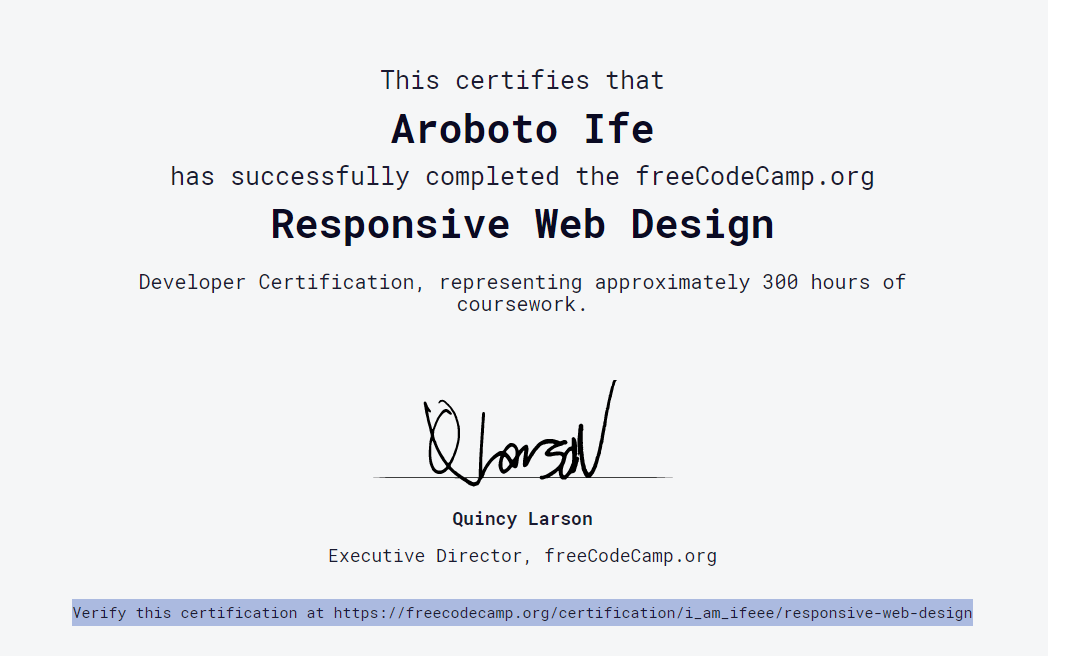 This certifies that
Aroboto Ife
has successfully completed the freeCodeCamp.org
Responsive Web Design
Developer Certification, representing approximately 300 hours of
coursework.
Q Larson
Quincy Larson
Executive Director, freeCodeCamp.org
Verify this certification at https://freecodecamp.org/certification/i_am_ifeee/responsive-web-design